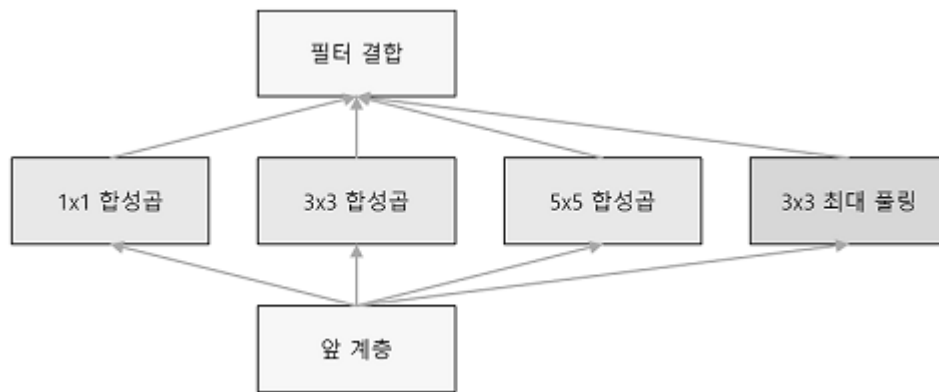 필터 결합
1x1 합성곱
3x3 합성곱
5x5 합성곱
3x3 최대 풀링
앞 계층